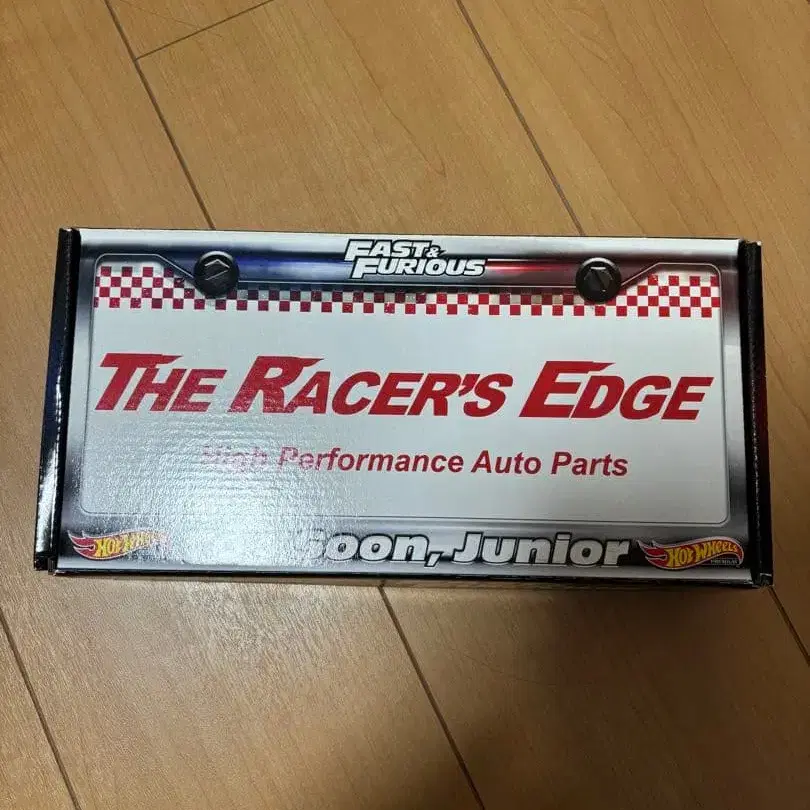 FAST &
FURIOUS
THE RACER'S EDGE
High Performance Auto Parts
Soon, Junior
HOT WHEELS
HOT WHEELS